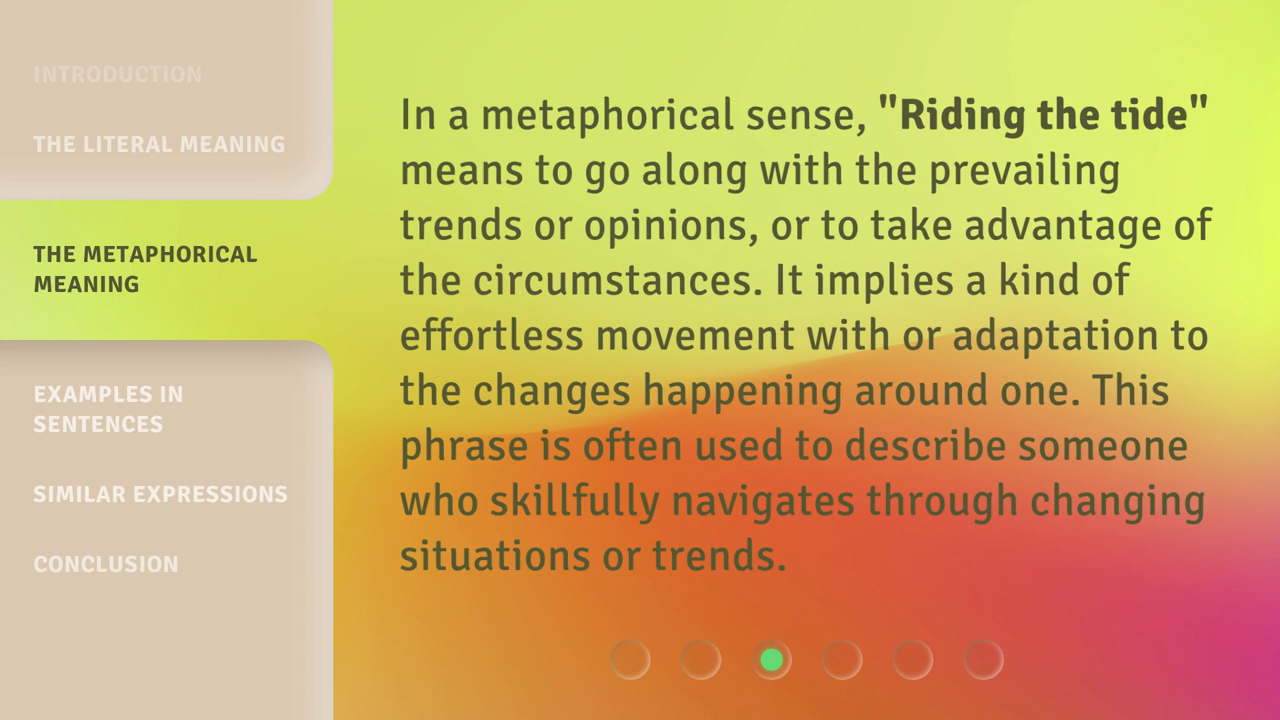 INTRODUCTION
THE LITERAL MEANING
THE METAPHORICAL
MEANING
EXAMPLES IN
SENTENCES
SIMILAR EXPRESSIONS
CONCLUSION
In a metaphorical sense, "Riding the tide"
means to go along with the prevailing
trends or opinions, or to take advantage of
the circumstances. It implies a kind of
effortless movement with or adaptation to
the changes happening around one. This
phrase is often used to describe someone
who skillfully navigates through changing
situations or trends.